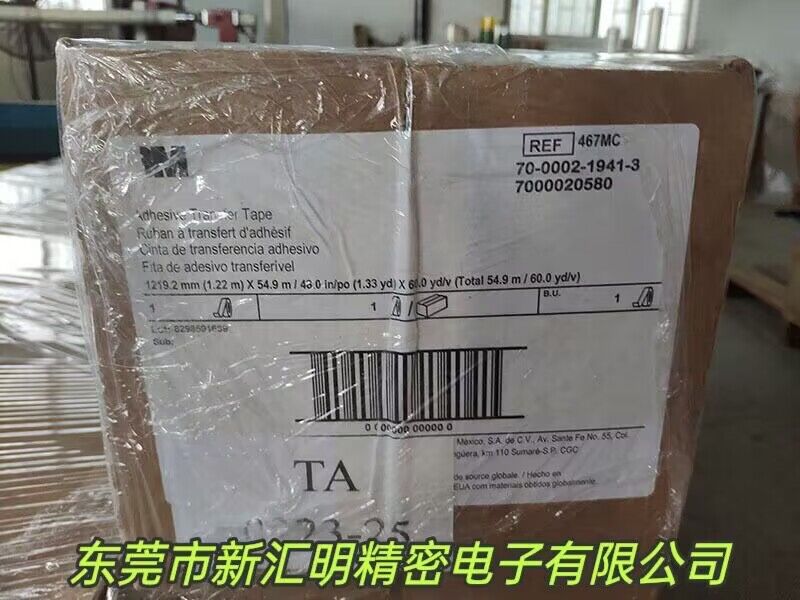 REF 467MC
70-0002-1941-3
7000020580
Adhesive Transfer Tape
Ruban à transfert d'adhésif
Cinta de transferencia adhesivo
Fita de adesivo transferivel
1219.2 mm (1.22 m) X 54.9 m / 48.0 in/po (1.33 yd) X 60.0 yd/v (Total 54.9 m / 60.0 yd/v)
1 1 / B.U. 1
Sub:
México, S.A. de C.V., Av. Santa Fe No. 55, Col.
km 110 Sumaré-S.P. CGC
de source globale. / Hecho en
EUA com materiais obtidos globalmente.
TA
东莞市新汇明精密电子有限公司